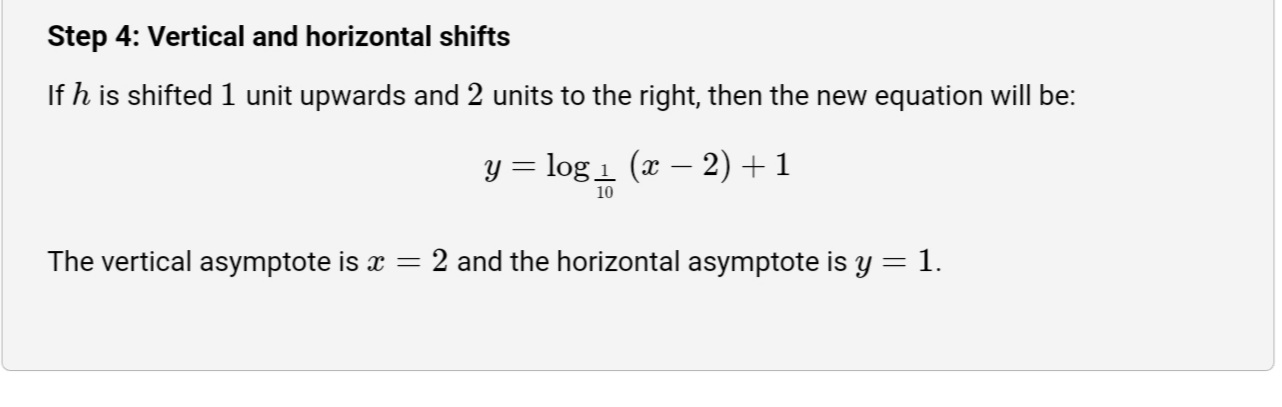 Step 4: Vertical and horizontal shifts
If h is shifted 1 unit upwards and 2 units to the right, then the new equation will be:
y = log_{1/10} (x − 2) + 1
The vertical asymptote is x = 2 and the horizontal asymptote is y = 1.